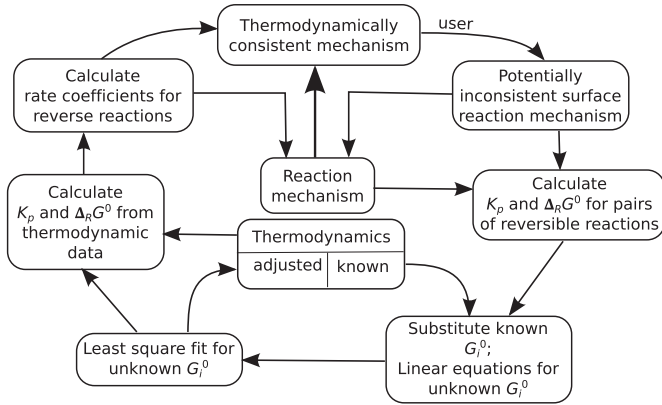 Thermodynamically
consistent mechanism
user
Potentially
inconsistent surface
reaction mechanism
Calculate
rate coefficients for
reverse reactions
Reaction
mechanism
Calculate
Kₚ and Δ_RG⁰ for pairs
of reversible reactions
Calculate
Kₚ and Δ_RG⁰ from
thermodynamic
data
Thermodynamics
adjusted
known
Substitute known
Gᵢ⁰;
Linear equations for
unknown Gᵢ⁰
Least square fit for
unknown Gᵢ⁰